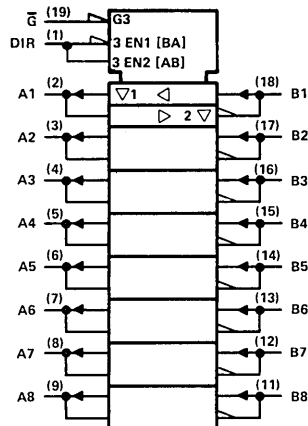 G̅ (19) G3
DIR (1) 3 EN1 [BA]
3 EN2 [AB]
A1 (2) ▽1 ◁ (18) B1
▷ 2 ▽
A2 (3) (17) B2
A3 (4) (16) B3
A4 (5) (15) B4
A5 (6) (14) B5
A6 (7) (13) B6
A7 (8) (12) B7
A8 (9) (11) B8